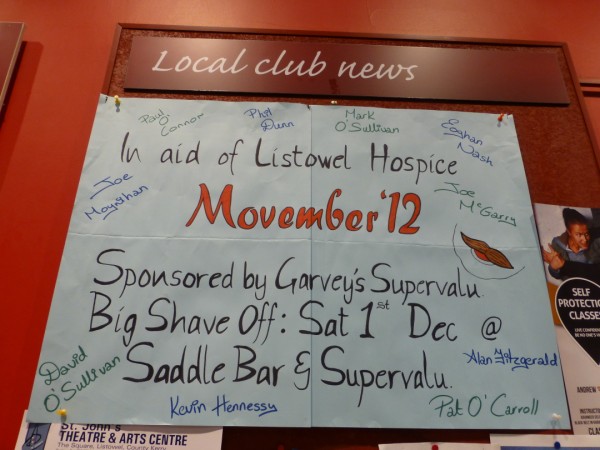 Local club news
Paul O' Connor
Phil Dunn
Mark O'Sullivan
Eoghan Nash
In aid of Listowel Hospice
Joe Moynihan
Movember '12
Joe McGarry
Sponsored by Garvey's Supervalu.
Big Shave Off: Sat 1st Dec @
Saddle Bar & Supervalu.
David O'Sullivan
Alan Fitzgerald
Kevin Hennessy
Pat O'Carroll
St. John's
THEATRE & ARTS CENTRE
The Square, Listowel, County Kerry
SELF
PROTECTION
CLASSES
ANDREW